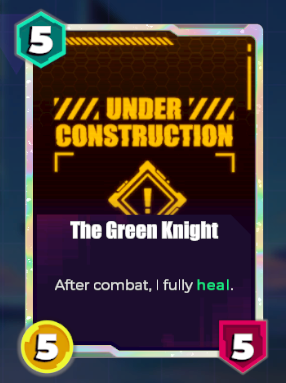 5
UNDER
CONSTRUCTION
!
The Green Knight
After combat, I fully heal.
5
5